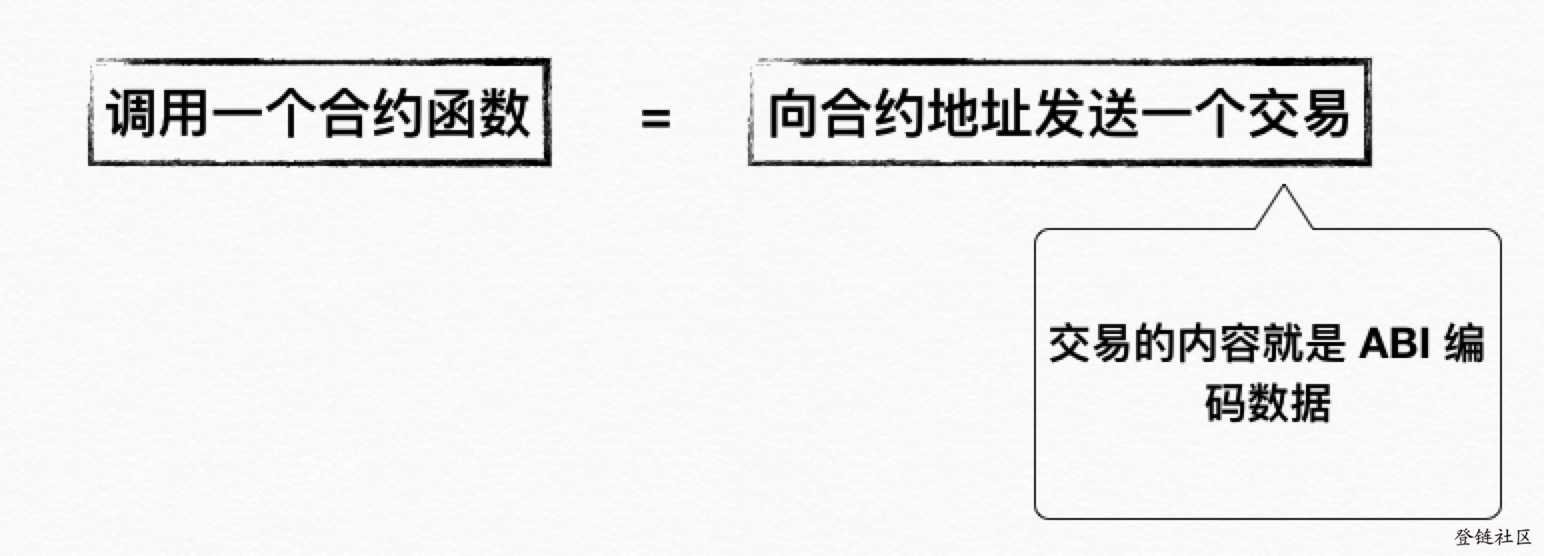 调用一个合约函数 = 向合约地址发送一个交易
交易的内容就是 ABI 编
码数据
登链社区